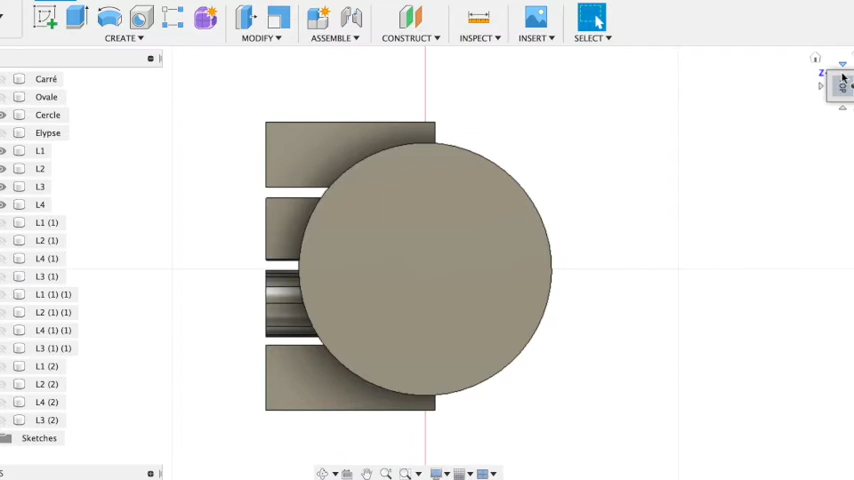 CREATE MODIFY ASSEMBLE CONSTRUCT INSPECT INSERT SELECT
Carré
Ovale
Cercle
Elypse
L1
L2
L3
L4
L1 (1)
L2 (1)
L4 (1)
L3 (1)
L1 (1) (1)
L2 (1) (1)
L4 (1) (1)
L3 (1) (1)
L1 (2)
L2 (2)
L4 (2)
L3 (2)
Sketches
Z